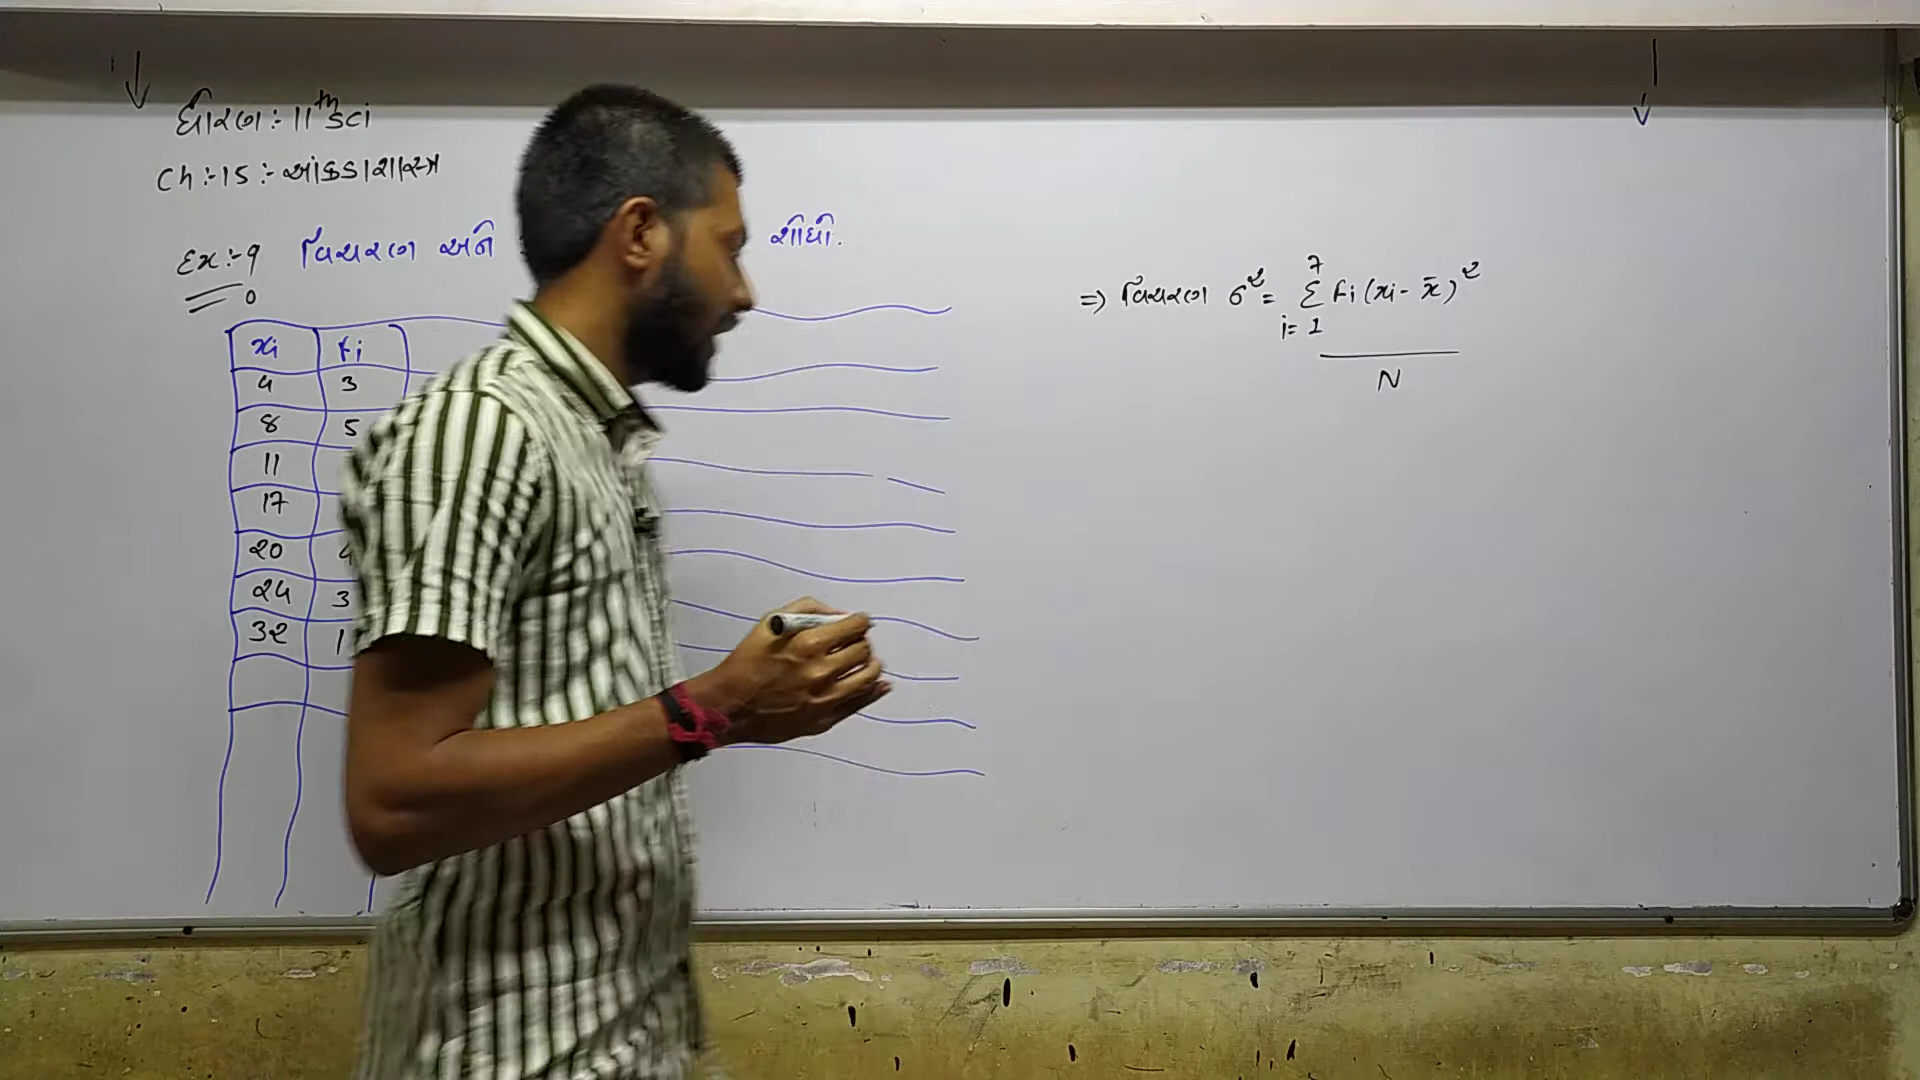 ધોરણ:- 11th Sci
Ch:-15:- આંકડાશાસ્ત્ર
Ex:-9 વિચરણ અને શોધો.
xi fi
4 3
8 5
11
17
20 4
24 3
32 1
⇒ વિચરણ σ² = 7 Σ i=1 fi (xi - x̄)²
N